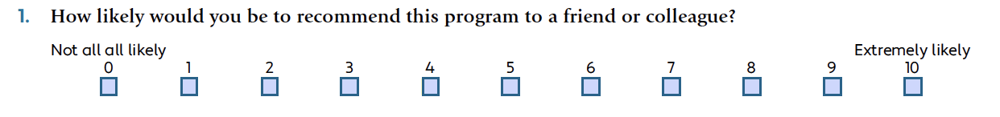 1. How likely would you be to recommend this program to a friend or colleague?
Not all all likely Extremely likely
0 1 2 3 4 5 6 7 8 9 10